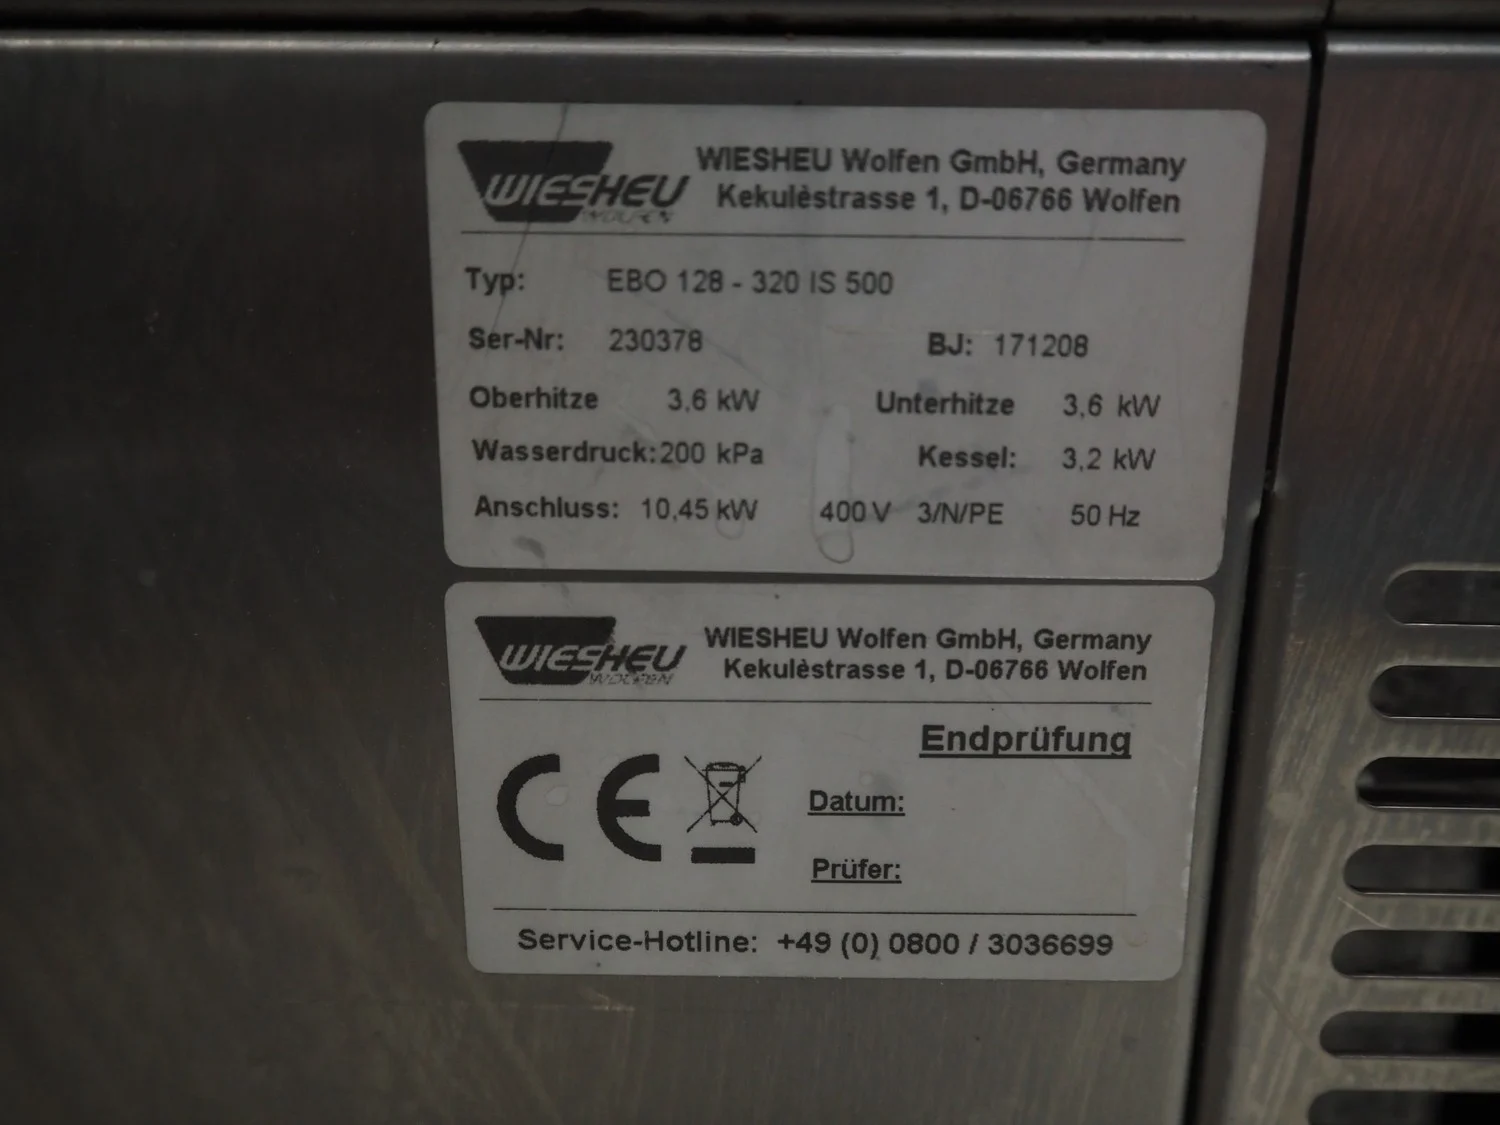 WIESHEU
WOLFEN
WIESHEU Wolfen GmbH, Germany
Kekulèstrasse 1, D-06766 Wolfen
Typ: EBO 128 - 320 IS 500
Ser-Nr: 230378 BJ: 171208
Oberhitze 3,6 kW Unterhitze 3,6 kW
Wasserdruck: 200 kPa Kessel: 3,2 kW
Anschluss: 10,45 kW 400 V 3/N/PE 50 Hz
WIESHEU
WOLFEN
WIESHEU Wolfen GmbH, Germany
Kekulèstrasse 1, D-06766 Wolfen
Endprüfung
CE
Datum:
Prüfer:
Service-Hotline: +49 (0) 0800 / 3036699